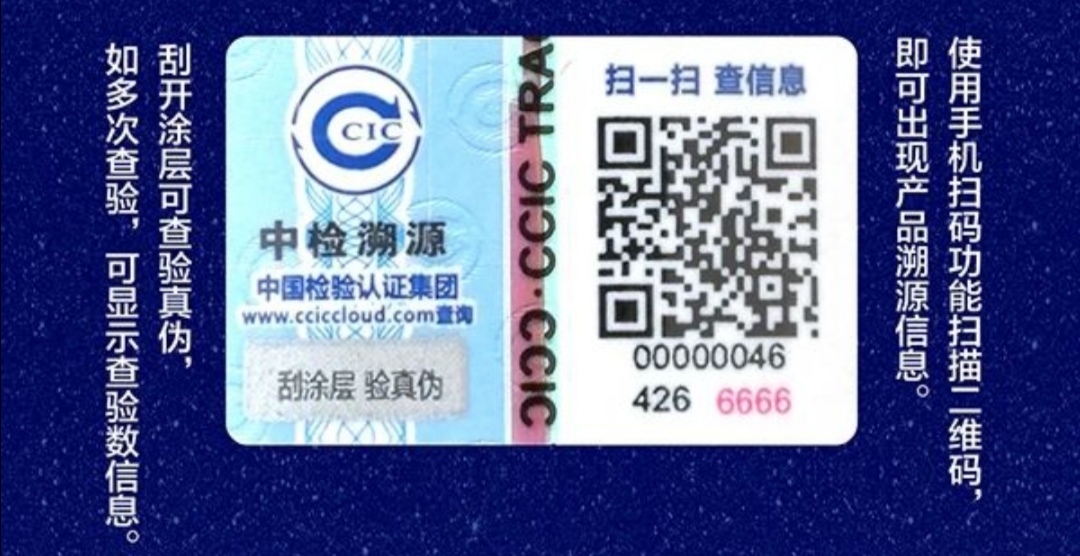 使用手机扫码功能扫描二维码，
即可出现产品溯源信息。
CIC
中检溯源
中国检验认证集团
www.cciccloud.com查询
刮涂层 验真伪
CCIC.CCIC TRA
扫一扫 查信息
00000046
426 6666
刮开涂层可查验真伪，
如多次查验，可显示查验数信息。